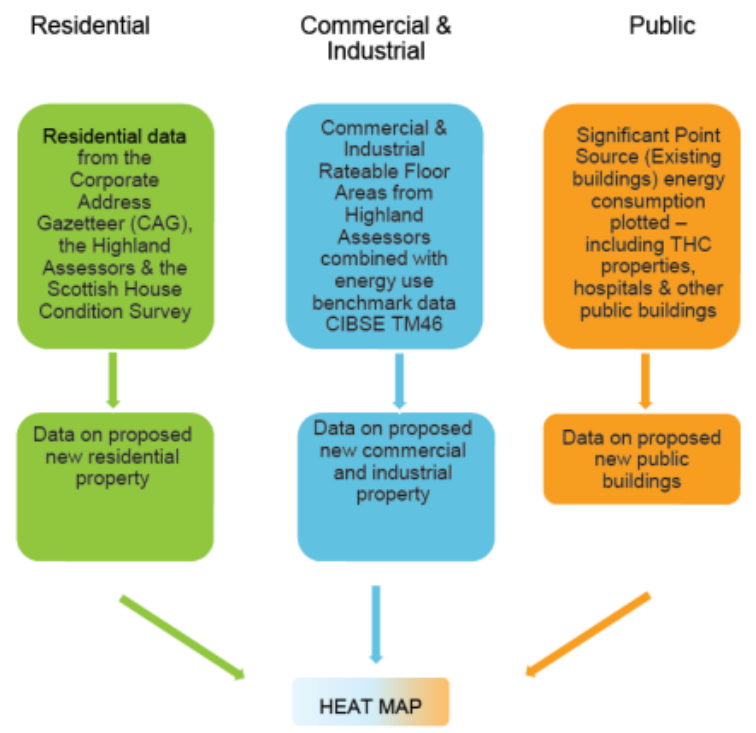 Residential
Commercial &
Industrial
Public
Residential data
from the
Corporate
Address
Gazetteer (CAG),
the Highland
Assessors & the
Scottish House
Condition Survey
Commercial &
Industrial
Rateable Floor
Areas from
Highland
Assessors
combined with
energy use
benchmark data
CIBSE TM46
Significant Point
Source (Existing
buildings) energy
consumption
plotted –
including THC
properties,
hospitals & other
public buildings
Data on proposed
new residential
property
Data on proposed
new commercial
and industrial
property
Data on proposed
new public
buildings
HEAT MAP